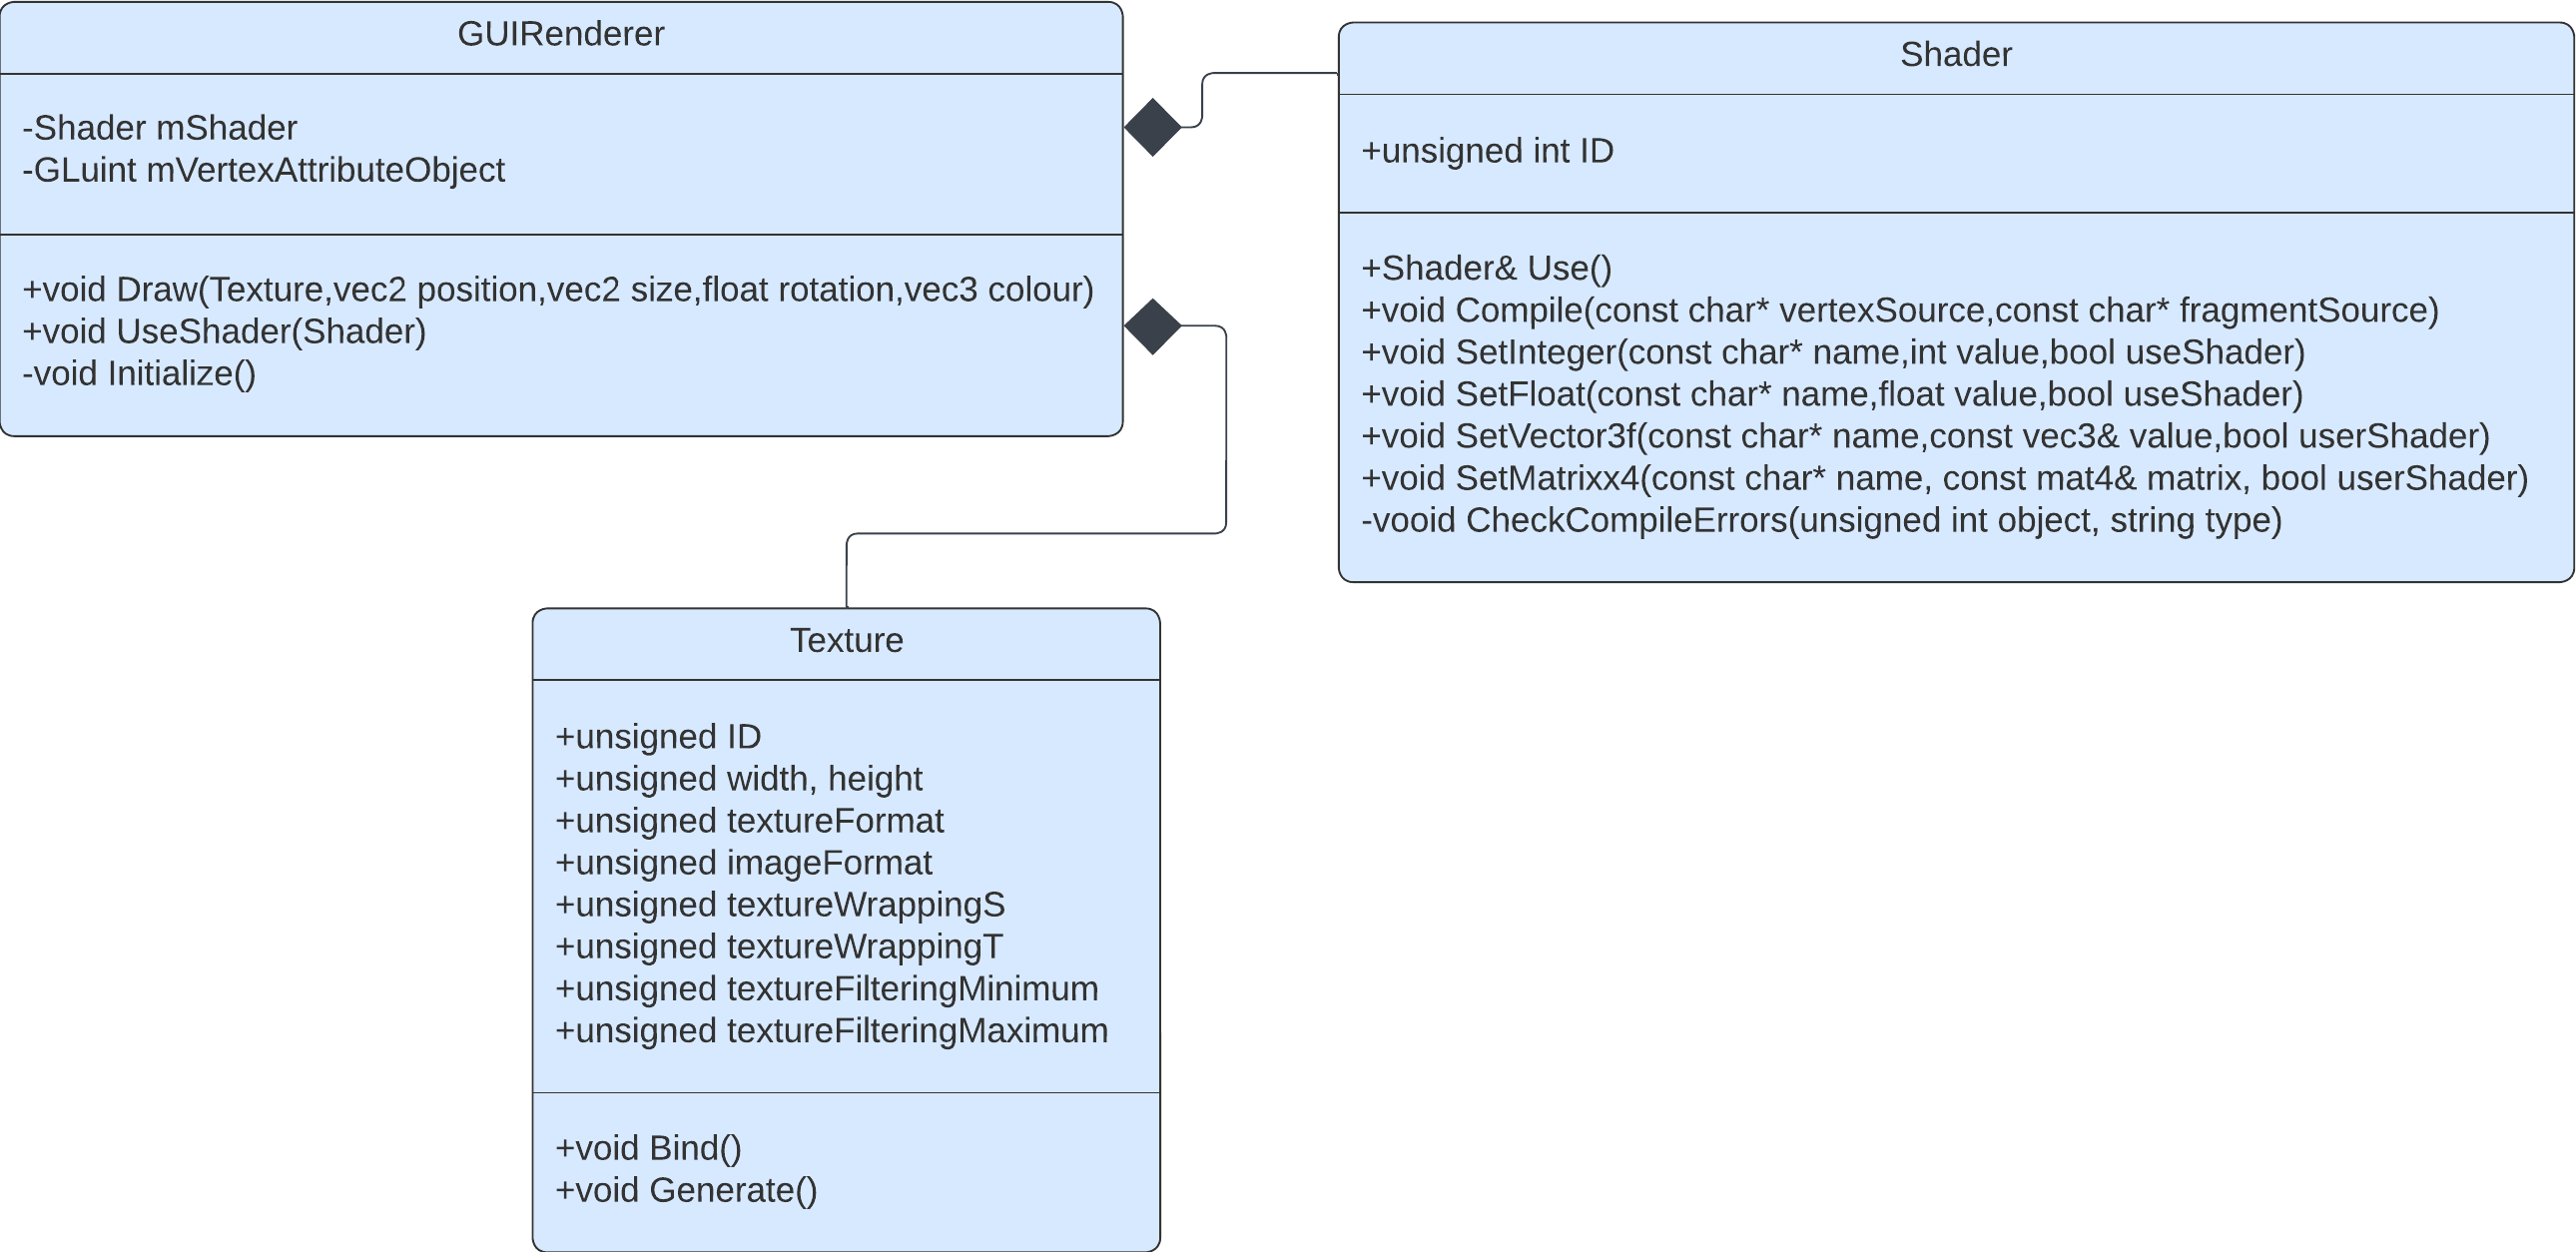 GUIRenderer
-Shader mShader
-GLuint mVertexAttributeObject
+void Draw(Texture,vec2 position,vec2 size,float rotation,vec3 colour)
+void UseShader(Shader)
-void Initialize()
Shader
+unsigned int ID
+Shader& Use()
+void Compile(const char* vertexSource,const char* fragmentSource)
+void SetInteger(const char* name,int value,bool useShader)
+void SetFloat(const char* name,float value,bool useShader)
+void SetVector3f(const char* name,const vec3& value,bool userShader)
+void SetMatrixx4(const char* name, const mat4& matrix, bool userShader)
-vooid CheckCompileErrors(unsigned int object, string type)
Texture
+unsigned ID
+unsigned width, height
+unsigned textureFormat
+unsigned imageFormat
+unsigned textureWrappingS
+unsigned textureWrappingT
+unsigned textureFilteringMinimum
+unsigned textureFilteringMaximum
+void Bind()
+void Generate()